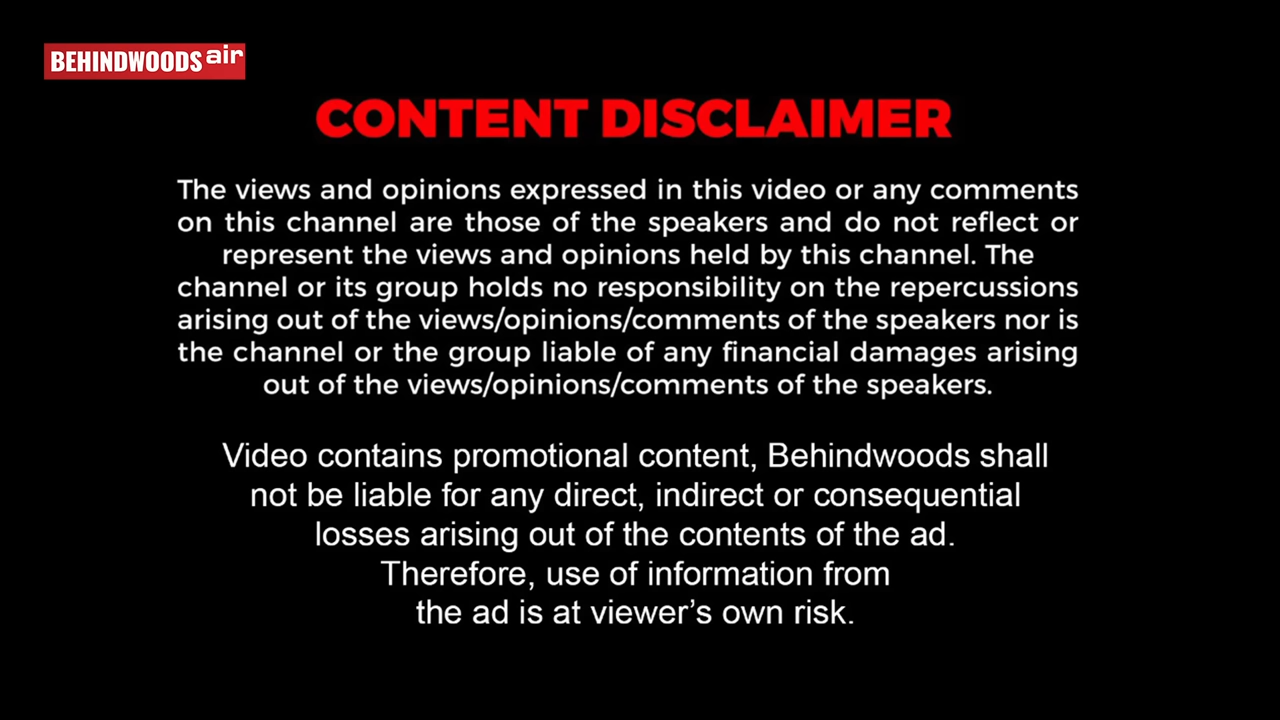 BEHINDWOODS air
CONTENT DISCLAIMER
The views and opinions expressed in this video or any comments
on this channel are those of the speakers and do not reflect or
represent the views and opinions held by this channel. The
channel or its group holds no responsibility on the repercussions
arising out of the views/opinions/comments of the speakers nor is
the channel or the group liable of any financial damages arising
out of the views/opinions/comments of the speakers.
Video contains promotional content, Behindwoods shall
not be liable for any direct, indirect or consequential
losses arising out of the contents of the ad.
Therefore, use of information from
the ad is at viewer’s own risk.